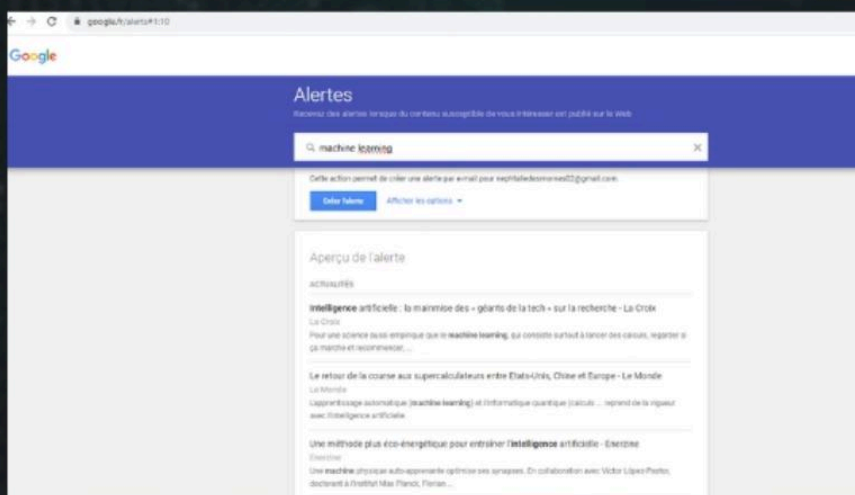 google.fr/alerts#1:10
Google
Alertes
Recevez des alertes lorsque du contenu susceptible de vous intéresser est publié sur le Web
machine learning
Cette action permet de créer une alerte par e-mail pour
Créer l'alerte
Afficher les options
Aperçu de l'alerte
ACTUALITÉS
Intelligence artificielle : la mainmise des « géants de la tech » sur la recherche - La Croix
La Croix
Pour une science aussi empirique que le machine learning, qui consiste surtout à lancer des calculs, regarder si
ça marche et recommencer, ...
Le retour de la course aux supercalculateurs entre Etats-Unis, Chine et Europe - Le Monde
Le Monde
L'apprentissage automatique (machine learning) et l'informatique quantique (calculs ... reprend de la vigueur
avec l'intelligence artificielle
Une méthode plus éco-énergétique pour entraîner l'intelligence artificielle - Enerzine
Enerzine
Une machine physique auto-apprenante optimise ses synapses. En collaboration avec Víctor López-Pastor,
doctorant à l'Institut Max Planck, Florian...